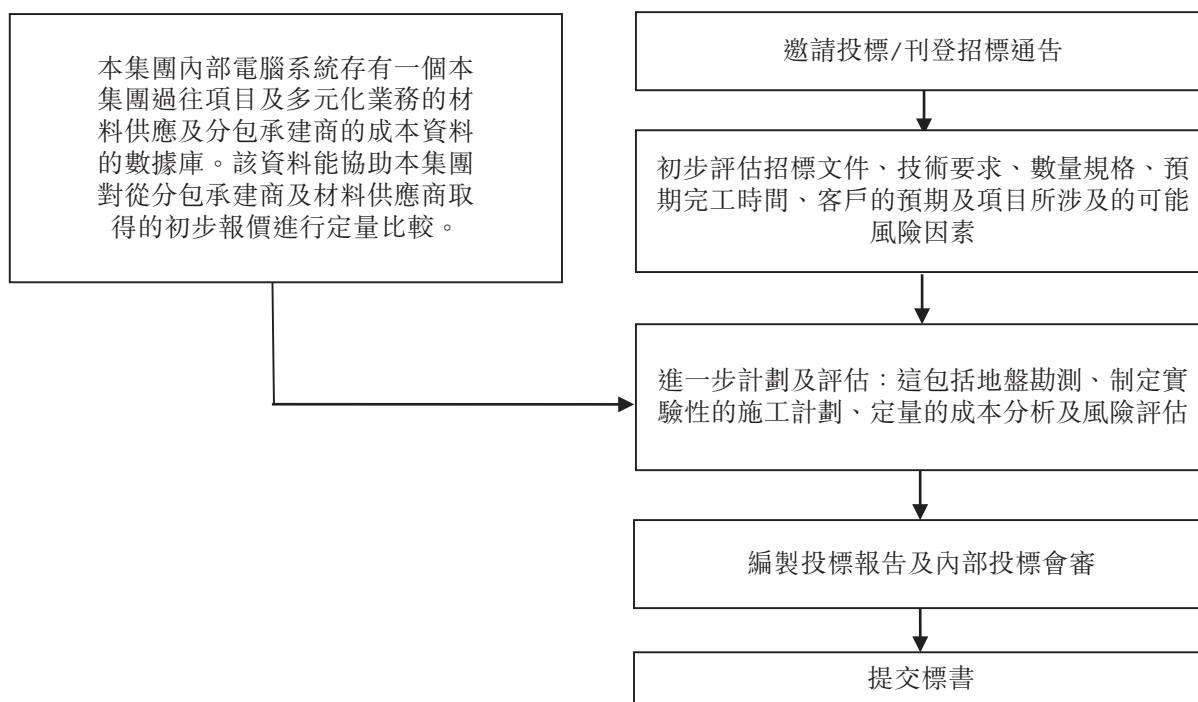 本集團內部電腦系統存有一個本
集團過往項目及多元化業務的材
料供應及分包承建商的成本資料
的數據庫。該資料能協助本集團
對從分包承建商及材料供應商取
得的初步報價進行定量比較。
邀請投標/刊登招標通告
初步評估招標文件、技術要求、數量規格、預
期完工時間、客戶的預期及項目所涉及的可能
風險因素
進一步計劃及評估：這包括地盤勘測、制定實
驗性的施工計劃、定量的成本分析及風險評估
編製投標報告及內部投標會審
提交標書